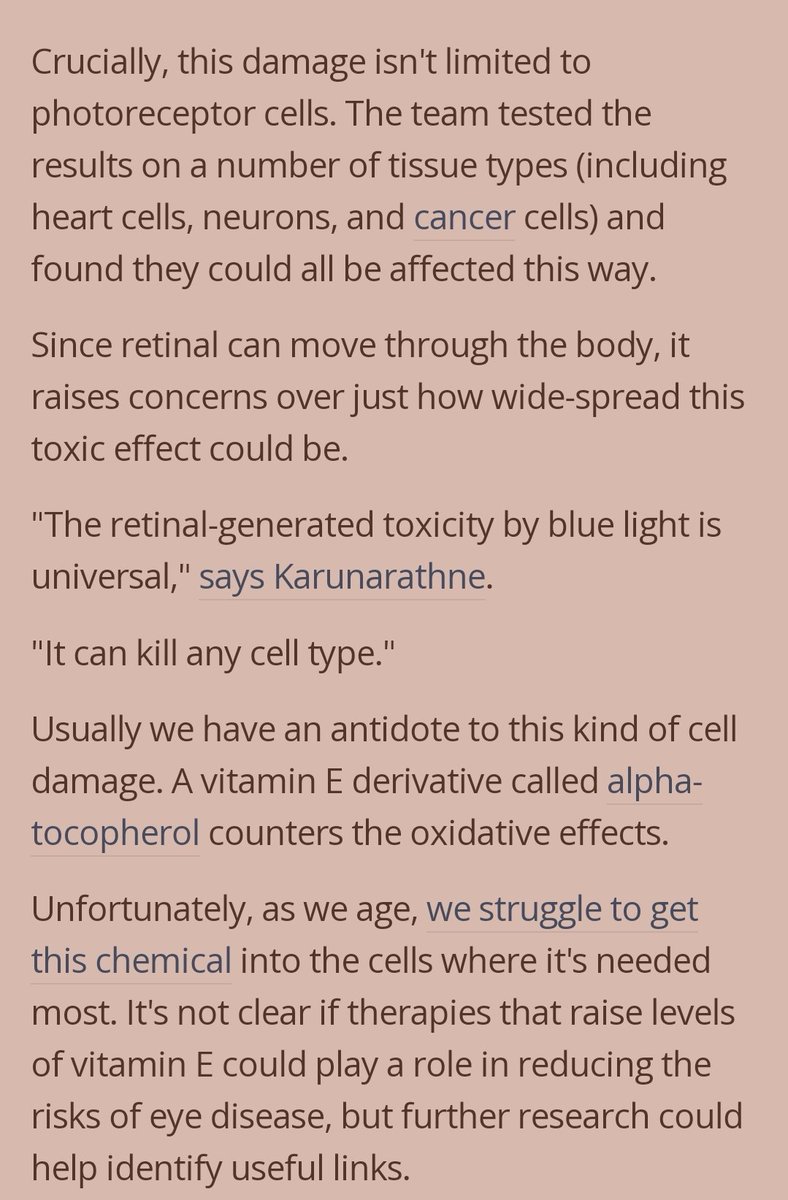 Crucially, this damage isn't limited to
photoreceptor cells. The team tested the
results on a number of tissue types (including
heart cells, neurons, and cancer cells) and
found they could all be affected this way.
Since retinal can move through the body, it
raises concerns over just how wide-spread this
toxic effect could be.
"The retinal-generated toxicity by blue light is
universal," says Karunarathne.
"It can kill any cell type."
Usually we have an antidote to this kind of cell
damage. A vitamin E derivative called alpha-
tocopherol counters the oxidative effects.
Unfortunately, as we age, we struggle to get
this chemical into the cells where it's needed
most. It's not clear if therapies that raise levels
of vitamin E could play a role in reducing the
risks of eye disease, but further research could
help identify useful links.